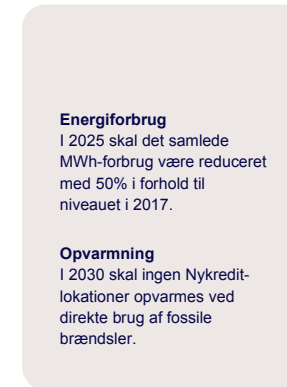 Energiforbrug
I 2025 skal det samlede
MWh-forbrug være reduceret
med 50% i forhold til
niveauet i 2017.
Opvarmning
I 2030 skal ingen Nykredit-
lokationer opvarmes ved
direkte brug af fossile
brændsler.